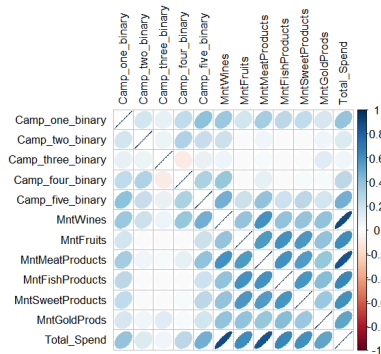 Camp_one_binary
Camp_two_binary
Camp_three_binary
Camp_four_binary
Camp_five_binary
MntWines
MntFruits
MntMeatProducts
MntFishProducts
MntSweetProducts
MntGoldProds
Total_Spend
Camp_one_binary
Camp_two_binary
Camp_three_binary
Camp_four_binary
Camp_five_binary
MntWines
MntFruits
MntMeatProducts
MntFishProducts
MntSweetProducts
MntGoldProds
Total_Spend
1
0.8
0.6
0.4
0.2
0
-0.2
-0.4
-0.6
-0.8
-1